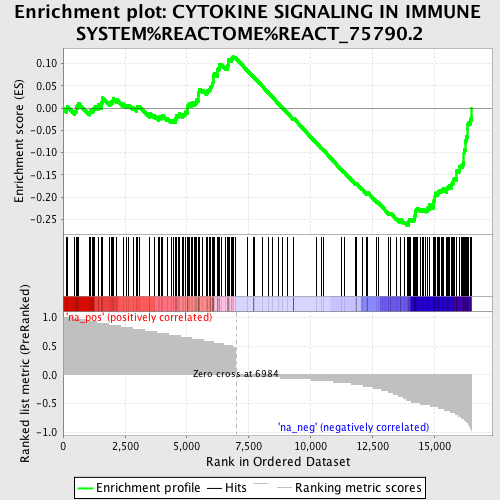 Enrichment plot: CYTOKINE SIGNALING IN IMMUNE
SYSTEM%REACTOME%REACT_75790.2
Enrichment score (ES)
0.10
0.05
0.00
-0.05
-0.10
-0.15
-0.20
-0.25
Ranked list metric (PreRanked)
1.0
0.5
0.0
-0.5
-1.0
'na_pos' (positively correlated)
Zero cross at 6984
'na_neg' (negatively correlated)
0
2,500
5,000
7,500
10,000
12,500
15,000
Rank in Ordered Dataset
Enrichment profile
Hits
Ranking metric scores